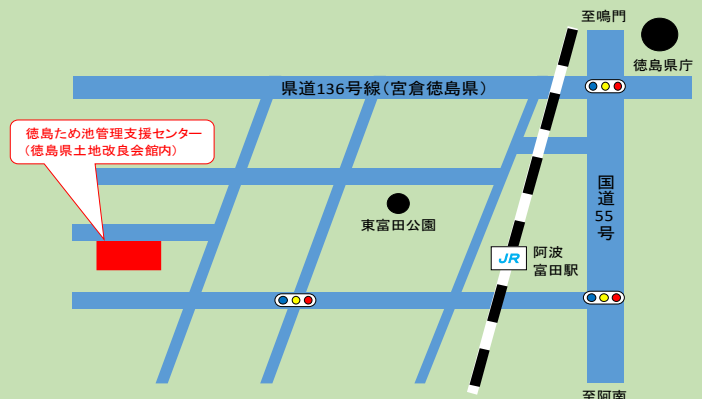 至鳴門
徳島県庁
県道136号線(宮倉徳島県)
徳島ため池管理支援センター
(徳島県土地改良会館内)
国道55号
東富田公園
JR
阿波
富田駅
至阿南